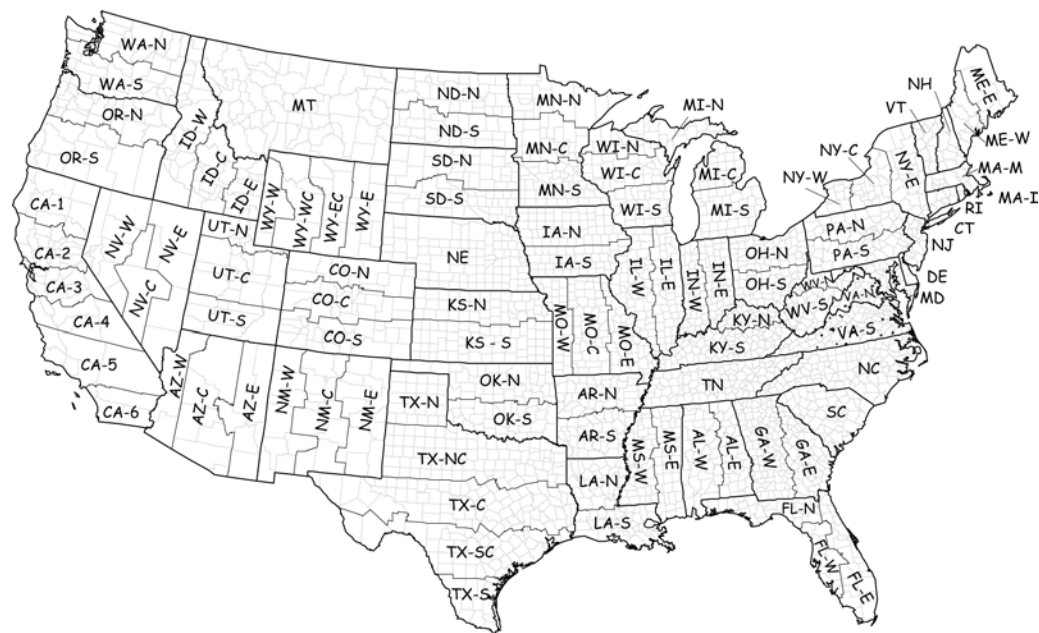 WA-N
WA-S
OR-N
OR-S
ID-W
ID-C
ID-E
MT
WY-W
WY-WC
WY-EC
WY-E
ND-N
ND-S
SD-N
SD-S
NE
KS-N
KS - S
MN-N
MN-C
MN-S
IA-N
IA-S
WI-N
WI-C
WI-S
MI-N
MI-C
MI-S
CA-1
CA-2
CA-3
CA-4
CA-5
CA-6
NV-W
NV-E
NV-C
UT-N
UT-C
UT-S
CO-N
CO-C
CO-S
AZ-W
AZ-C
AZ-E
NM-W
NM-C
NM-E
OK-N
OK-S
TX-N
TX-NC
TX-C
TX-SC
TX-S
MO-W
MO-C
MO-E
AR-N
AR-S
LA-N
LA-S
IL-W
IL-E
IN-W
IN-E
OH-N
OH-S
KY-N
KY-S
TN
MS-W
MS-E
AL-W
AL-E
GA-W
GA-E
FL-N
FL-W
FL-E
SC
NC
VA-N
VA-S
WV-N
WV-S
PA-N
PA-S
NY-W
NY-C
NY-E
VT
NH
ME-E
ME-W
MA-M
MA-I
RI
CT
NJ
DE
MD